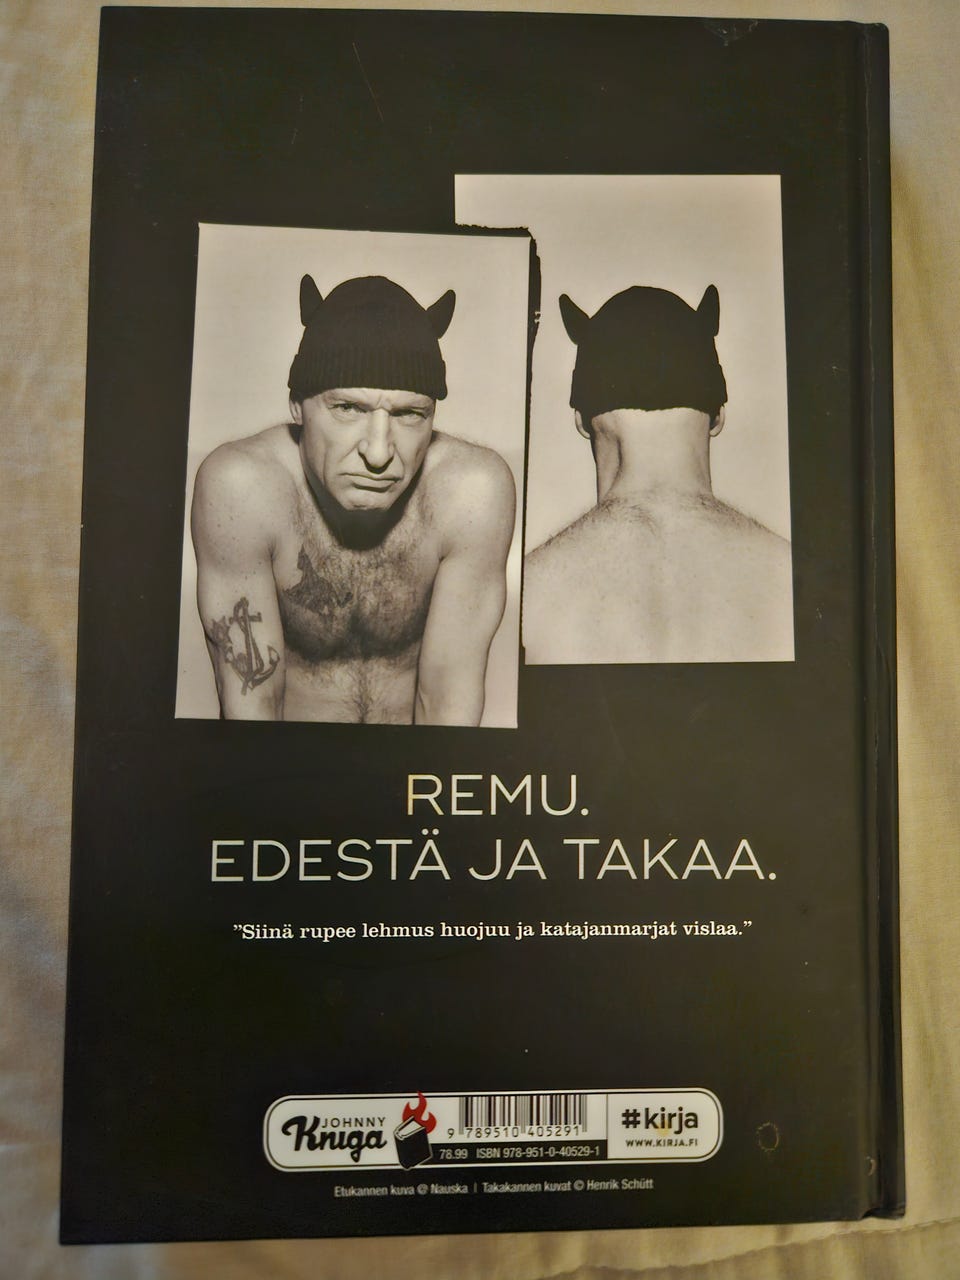 REMU.
EDESTÄ JA TAKAA.
”Siinä rupee lehmus huojuu ja katajanmarjat vislaa.”
JOHNNY
Kniga
9 789510 405291
78.99 ISBN 978-951-0-40529-1
#kirja
WWW.KIRJA.FI
Etukannen kuva @ Nauska | Takakannen kuvat © Henrik Schütt